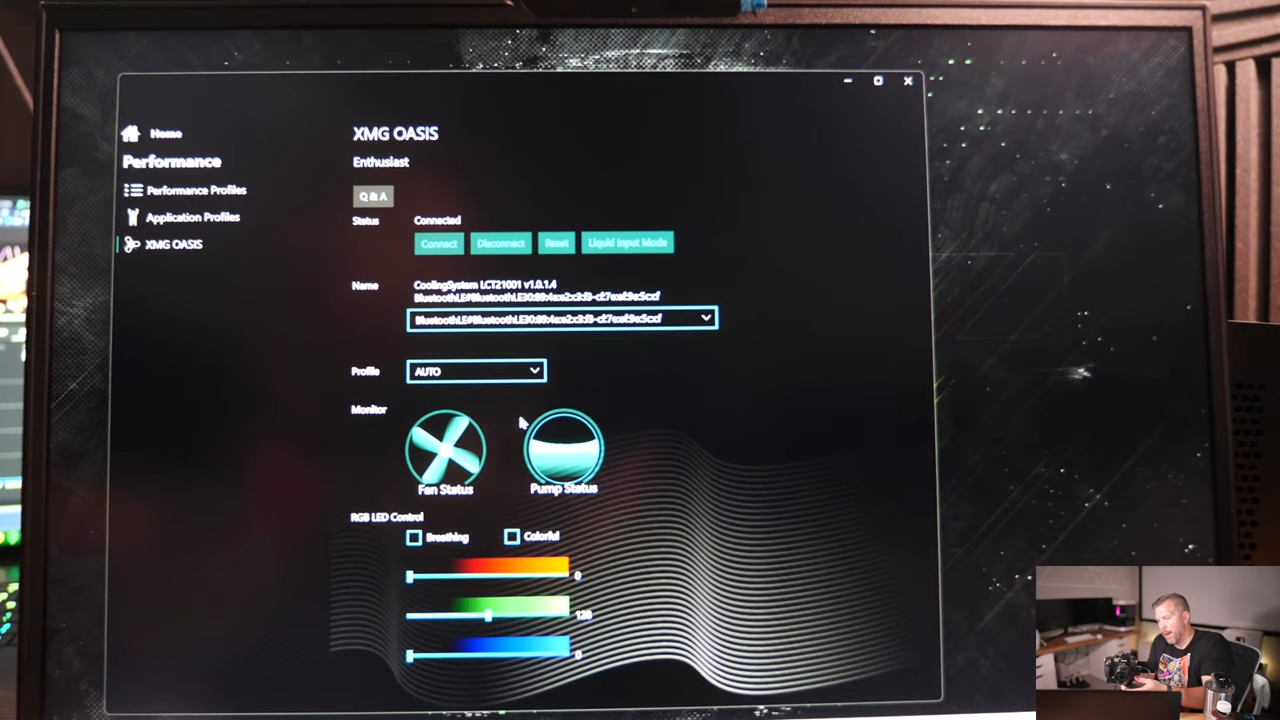 Home
Performance
Performance Profiles
Application Profiles
XMG OASIS
XMG OASIS
Enthusiast
Q & A
Status
Connected
Connect
Disconnect
Reset
Liquid Input Mode
Name
CoolingSystem LCT21001 v1.0.1.4
Profile
AUTO
Monitor
Fan Status
Pump Status
RGB LED Control
Breathing
Colorful
0
128
0